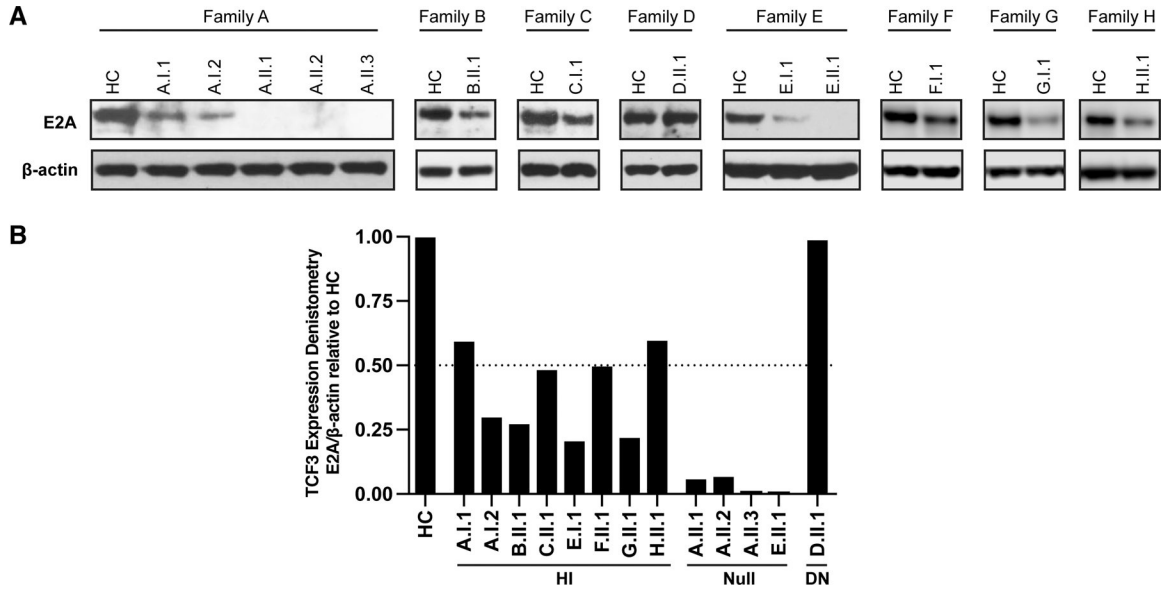 A
Family A
Family B
Family C
Family D
Family E
Family F
Family G
Family H
HC A.I.1 A.I.2 A.II.1 A.II.2 A.II.3
HC B.II.1
HC C.I.1
HC D.II.1
HC E.I.1 E.II.1
HC F.I.1
HC G.I.1
HC H.II.1
E2A
β-actin
B
TCF3 Expression Denistometry
E2A/β-actin relative to HC
1.00
0.75
0.50
0.25
0.00
HC A.I.1 A.I.2 B.II.1 C.II.1 E.I.1 F.II.1 G.II.1 H.II.1 A.II.1 A.II.2 A.II.3 E.II.1 D.II.1
HI Null DN